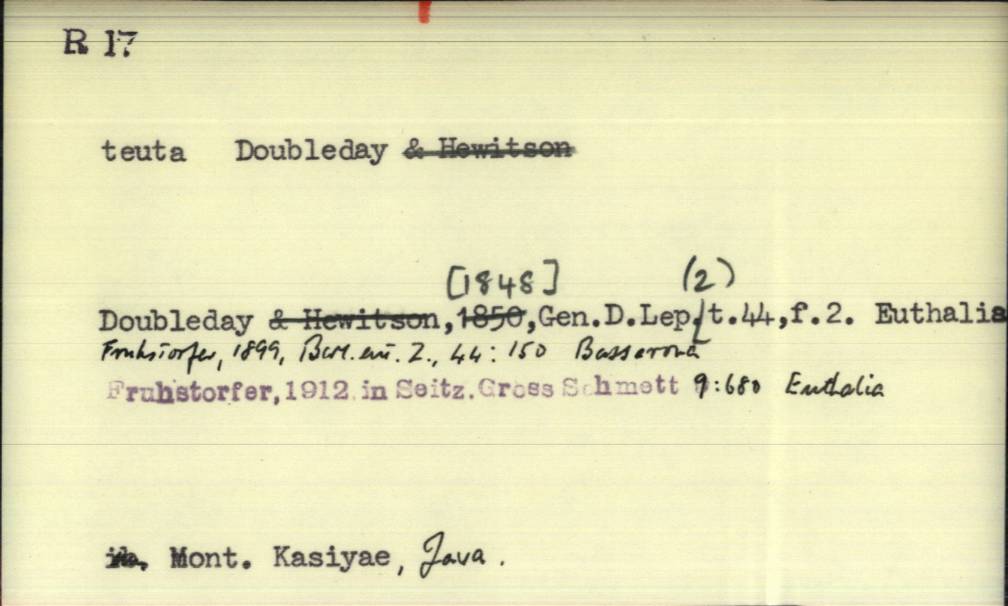 R 17
teuta Doubleday & Hewitson
[1848] (2)
Doubleday & Hewitson, 1850, Gen.D.Lep./t.44,f.2. Euthalia
Fruhstorfer, 1899, Berl. ent. Z., 44: 150 Bassarona
Fruhstorfer, 1912 in Seitz. Gross Schmett 9:680 Euthalia
Mont. Kasiyae, Java.